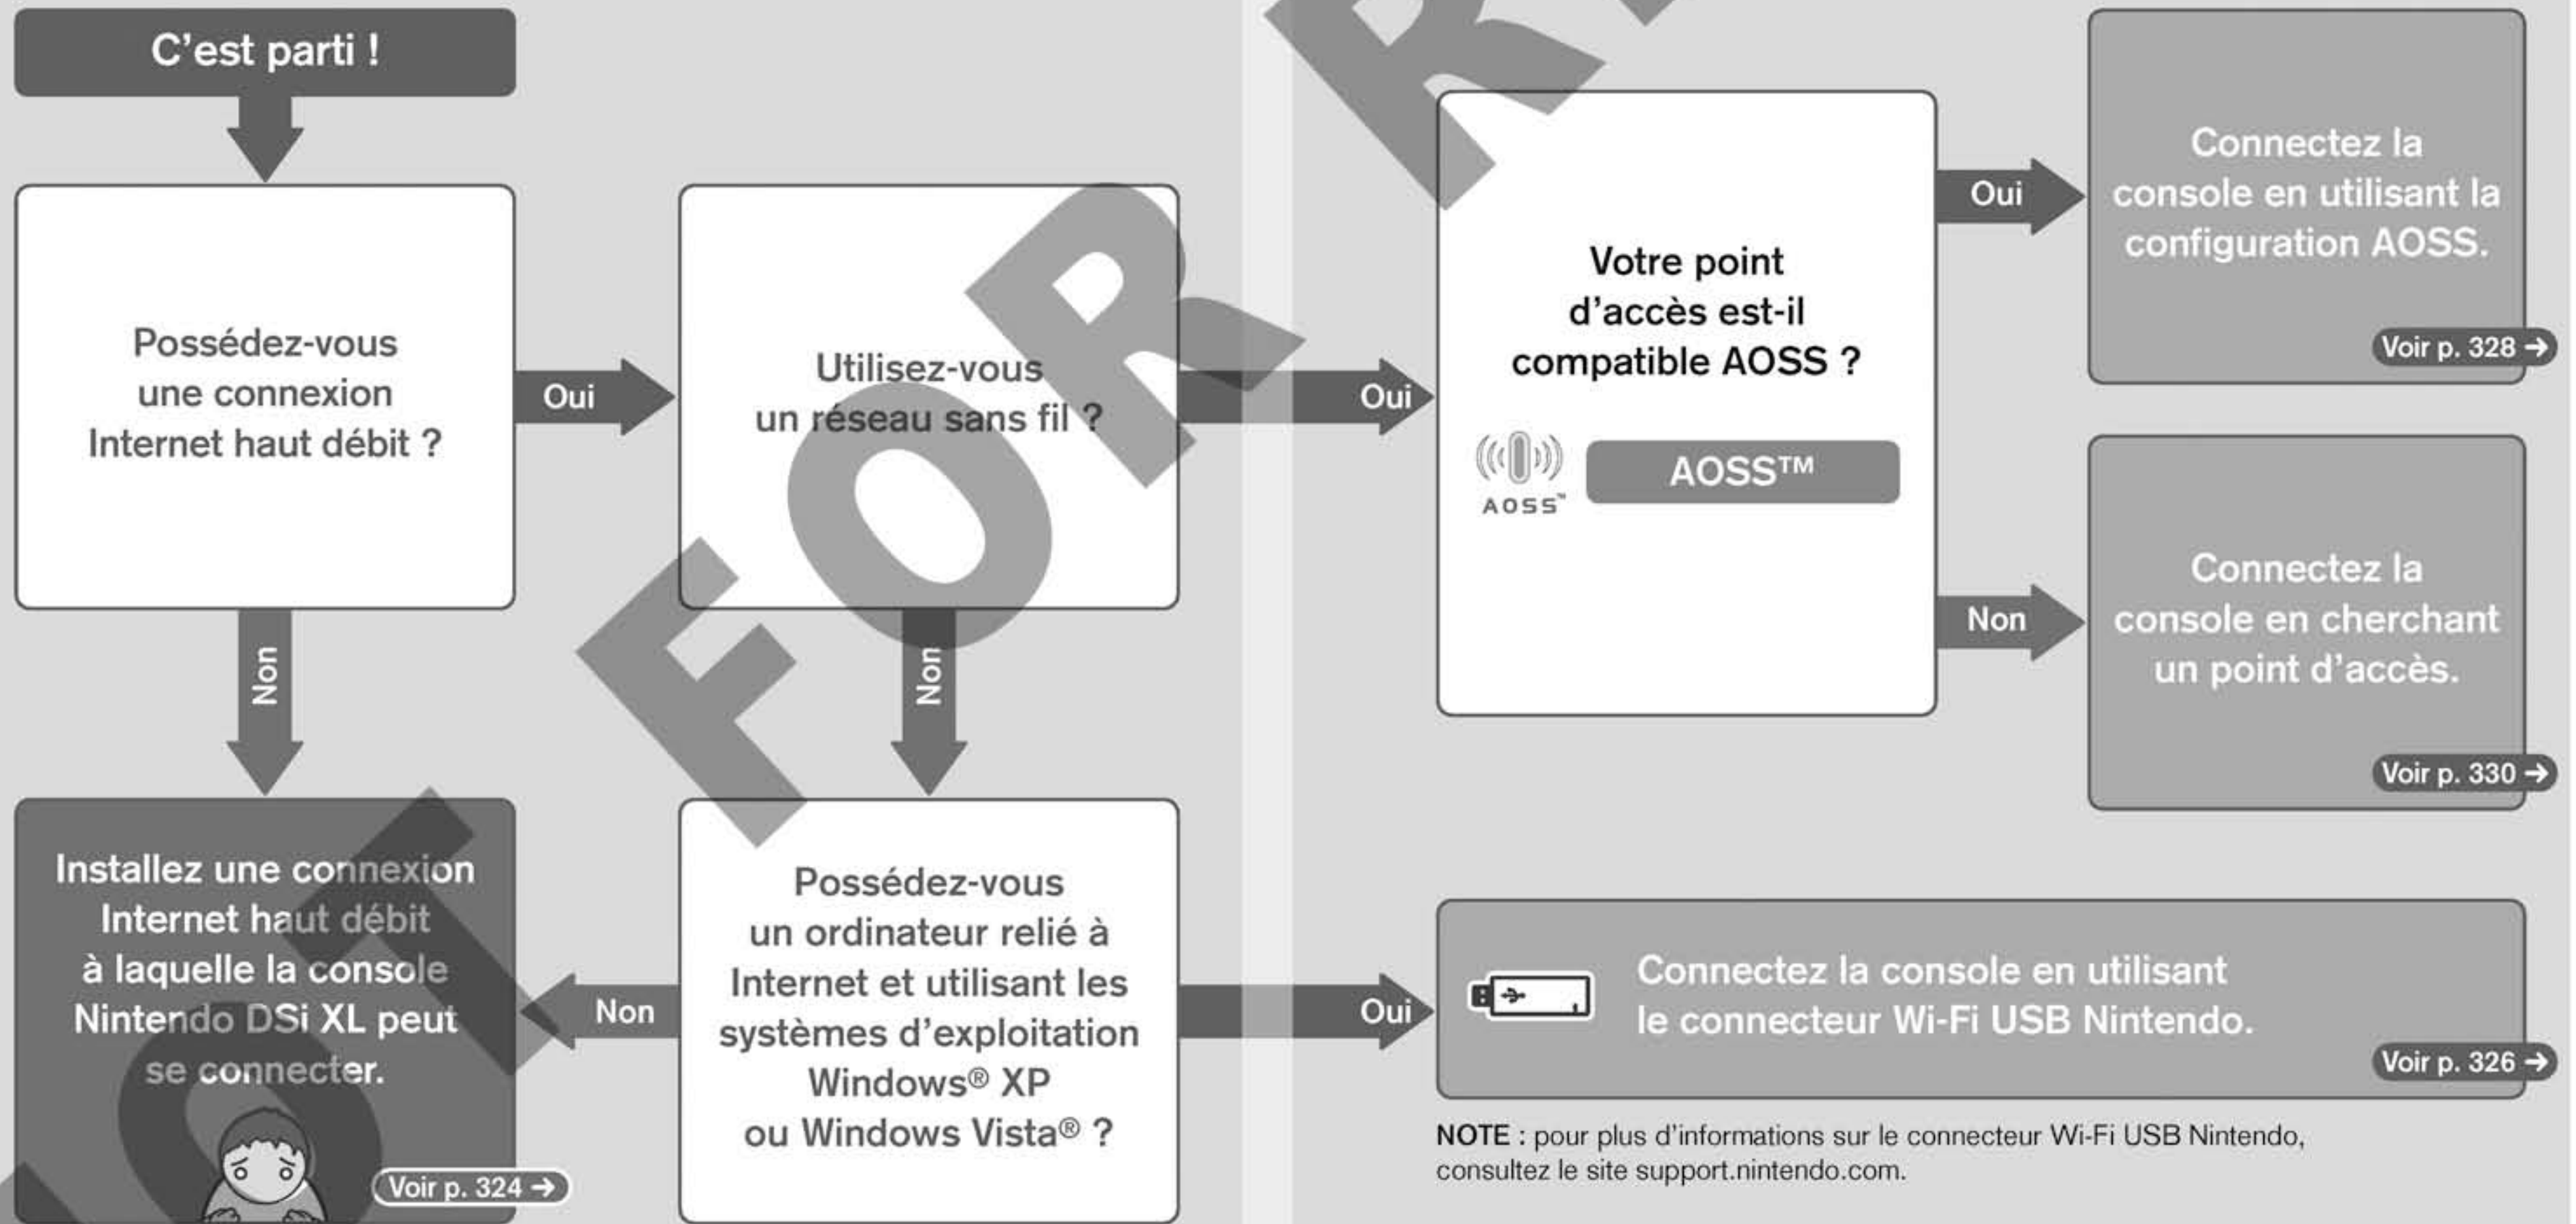 C'est parti !
Possédez-vous
une connexion
Internet haut débit ?
Oui
Non
Utilisez-vous
un réseau sans fil ?
Oui
Non
Votre point
d'accès est-il
compatible AOSS ?
AOSS™
AOSS™
Oui
Connectez la
console en utilisant la
configuration AOSS.
Voir p. 328 →
Non
Connectez la
console en cherchant
un point d'accès.
Voir p. 330 →
Installez une connexion
Internet haut débit
à laquelle la console
Nintendo DSi XL peut
se connecter.
Voir p. 324 →
Non
Possédez-vous
un ordinateur relié à
Internet et utilisant les
systèmes d'exploitation
Windows® XP
ou Windows Vista® ?
Oui
Connectez la console en utilisant
le connecteur Wi-Fi USB Nintendo.
Voir p. 326 →
NOTE : pour plus d'informations sur le connecteur Wi-Fi USB Nintendo,
consultez le site support.nintendo.com.
FOR